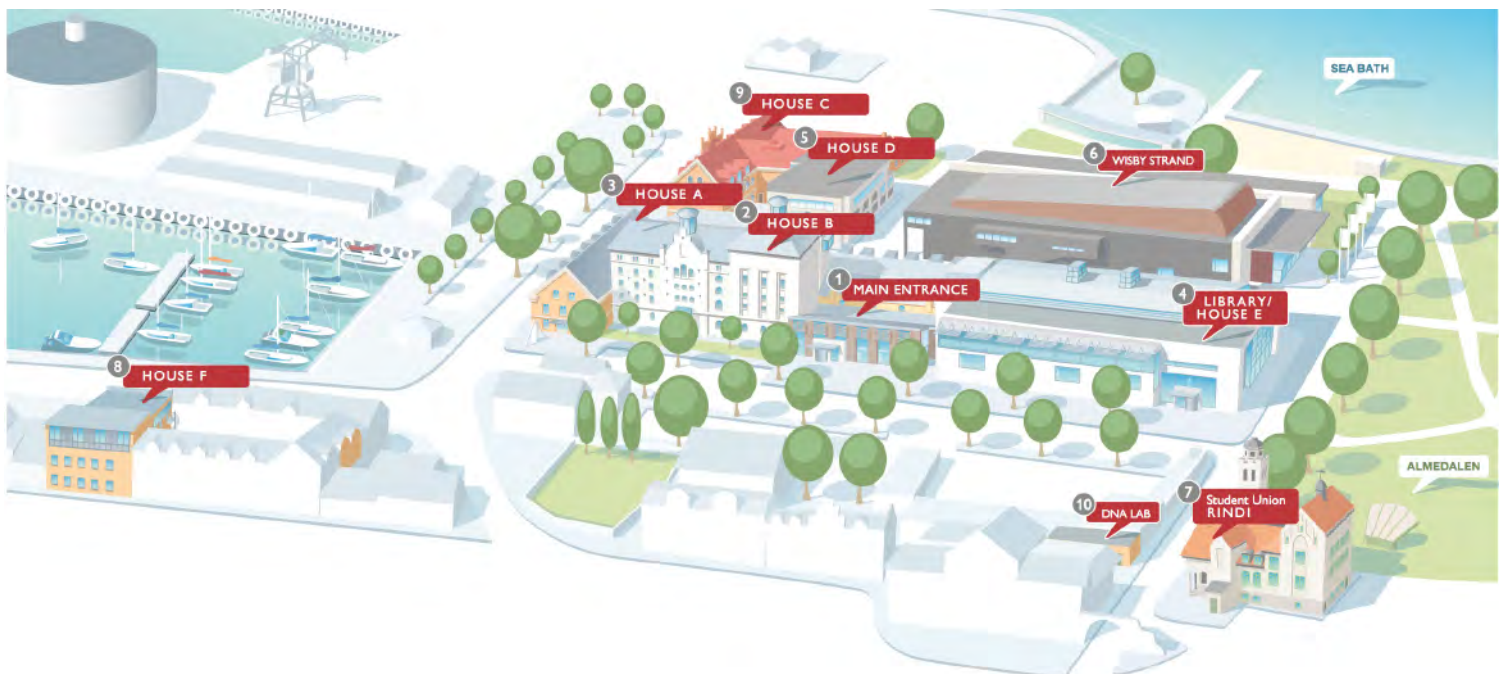 SEA BATH
9
HOUSE C
5
HOUSE D
6
WISBY STRAND
3
HOUSE A
2
HOUSE B
1
MAIN ENTRANCE
4
LIBRARY/
HOUSE E
8
HOUSE F
ALMEDALEN
7
Student Union
RINDI
10
DNA LAB